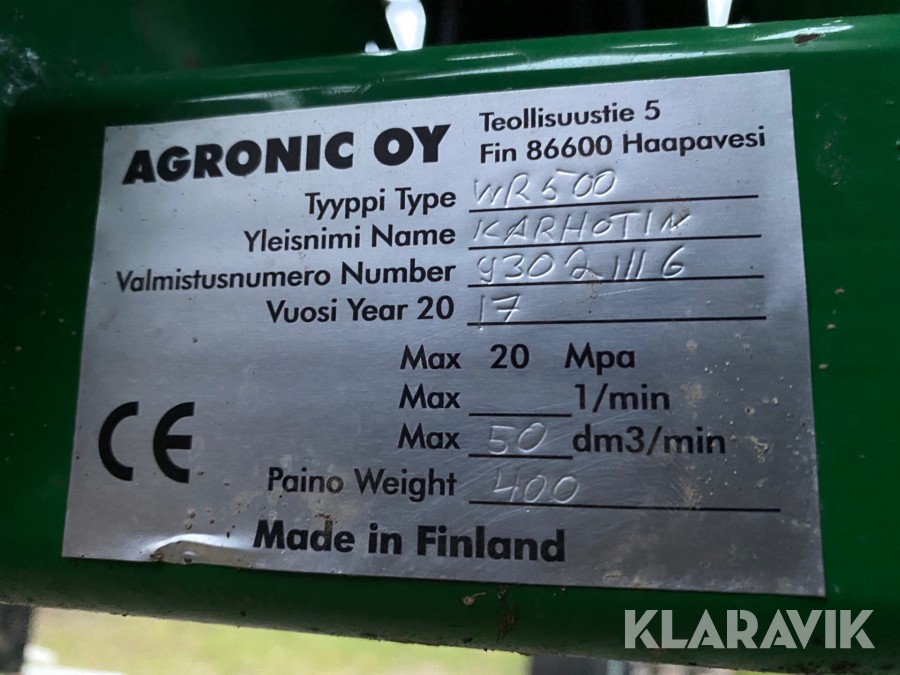 AGRONIC OY
Teollisuustie 5
Fin 86600 Haapavesi
Tyyppi Type WR500
Yleisnimi Name KARHOTIN
Valmistusnumero Number 93021116
Vuosi Year 20 17
Max 20 Mpa
Max 1/min
Max 50 dm3/min
Paino Weight 400
CE
Made in Finland
KLARAVIK